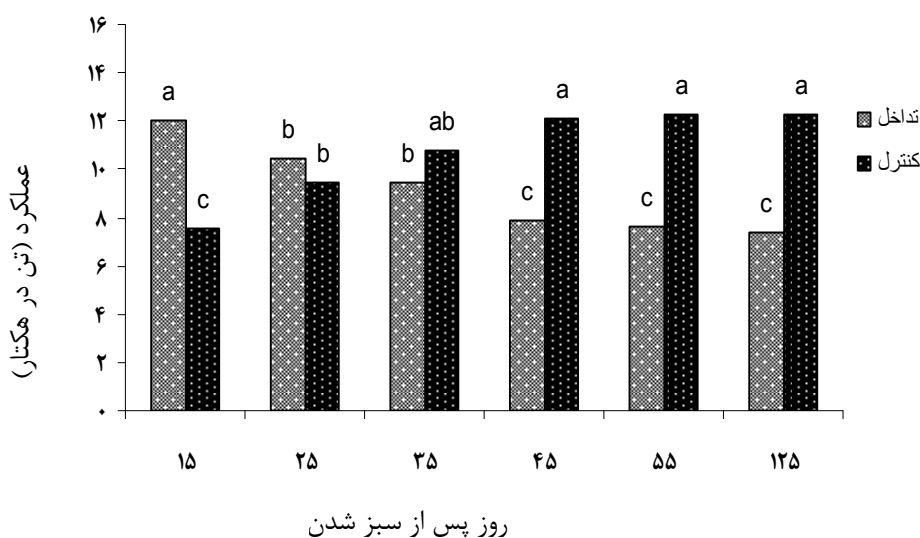 ۱۶
۱۴
۱۲
۱۰
۸
۶
۴
۲
۰
عملکرد (تن در هکتار)
a
c
b
b
b
ab
c
a
c
a
c
a
۱۵
۲۵
۳۵
۴۵
۵۵
۱۲۵
روز پس از سبز شدن
تداخل
کنترل